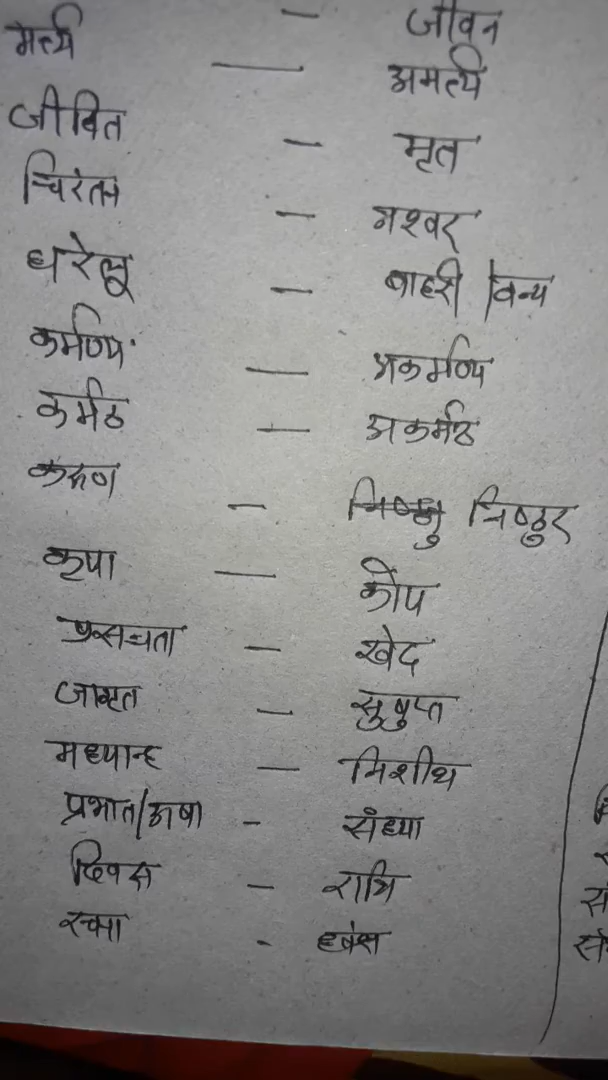 — जीवन
मर्त्य — अमर्त्य
जीवित — मृत
चिरंतन — नश्वर
घरेलू — बाहरी / वन्य
कर्मण्य — अकर्मण्य
कर्मठ — अकर्मठ
करुण — निष्ठु निष्ठुर
कृपा — कोप
प्रसन्नता — खेद
जाग्रत — सुषुप्त
मध्यान्ह — निशीथ
प्रभात/ऊषा — संध्या
दिवस — रात्रि
रचना - ध्वंस